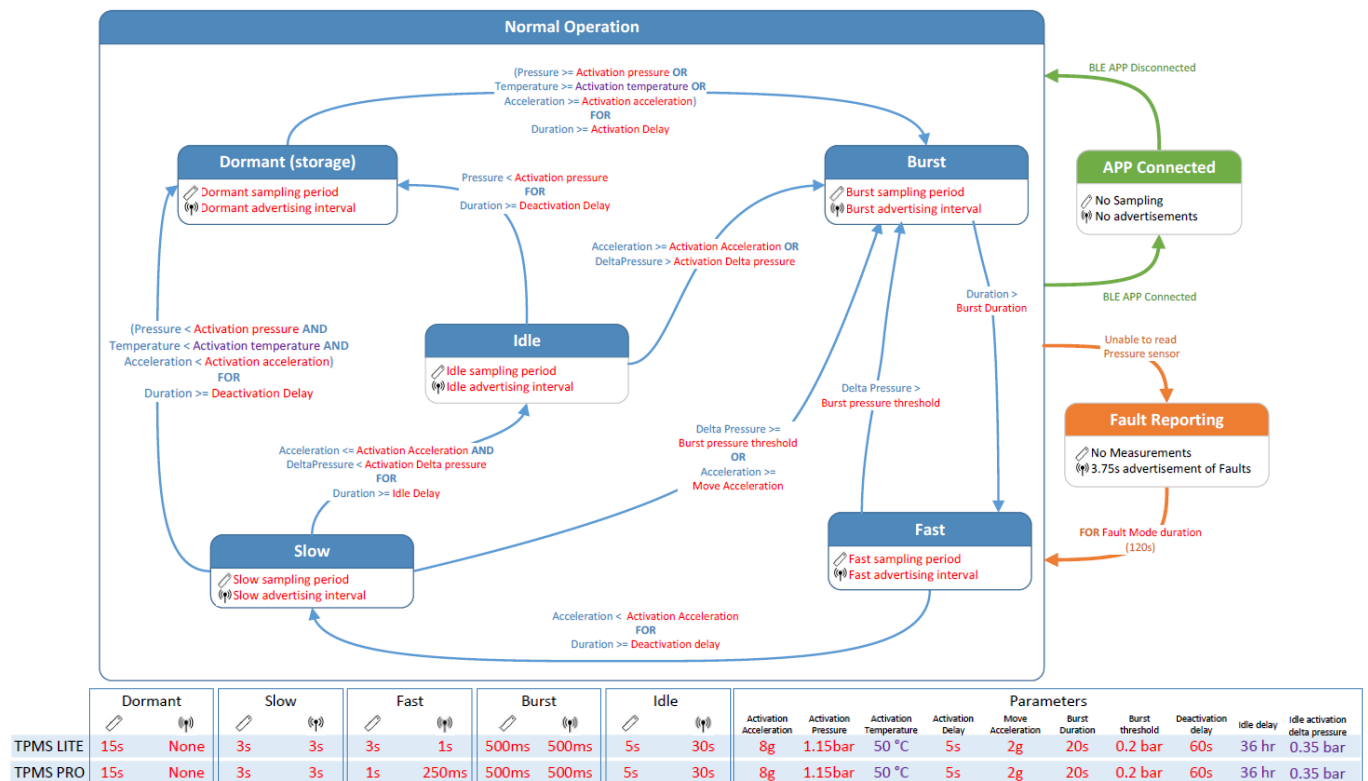 Normal Operation
(Pressure >= Activation pressure OR
Temperature >= Activation temperature OR
Acceleration >= Activation acceleration)
FOR
Duration >= Activation Delay
BLE APP Disconnected
Dormant (storage)
Dormant sampling period
Dormant advertising interval
Pressure < Activation pressure
FOR
Duration >= Deactivation Delay
Burst
Burst sampling period
Burst advertising interval
APP Connected
No Sampling
No advertisements
Acceleration >= Activation Acceleration OR
DeltaPressure > Activation Delta pressure
Duration >
Burst Duration
BLE APP Connected
(Pressure < Activation pressure AND
Temperature < Activation temperature AND
Acceleration < Activation acceleration)
FOR
Duration >= Deactivation Delay
Idle
Idle sampling period
Idle advertising interval
Unable to read
Pressure sensor
Delta Pressure >
Burst pressure threshold
Fault Reporting
No Measurements
3.75s advertisement of Faults
Acceleration <= Activation Acceleration AND
DeltaPressure < Activation Delta pressure
FOR
Duration >= Idle Delay
Delta Pressure >=
Burst pressure threshold
OR
Acceleration >=
Move Acceleration
Slow
Slow sampling period
Slow advertising interval
Fast
Fast sampling period
Fast advertising interval
FOR Fault Mode duration
(120s)
Acceleration < Activation Acceleration
FOR
Duration >= Deactivation delay
Dormant Slow Fast Burst Idle Parameters
Activation Acceleration Activation Pressure Activation Temperature Activation Delay Move Acceleration Burst Duration Burst threshold Deactivation delay Idle delay Idle activation delta pressure
TPMS LITE 15s None 3s 3s 3s 1s 500ms 500ms 5s 30s 8g 1.15bar 50 °C 5s 2g 20s 0.2 bar 60s 36 hr 0.35 bar
TPMS PRO 15s None 3s 3s 1s 250ms 500ms 500ms 5s 30s 8g 1.15bar 50 °C 5s 2g 20s 0.2 bar 60s 36 hr 0.35 bar